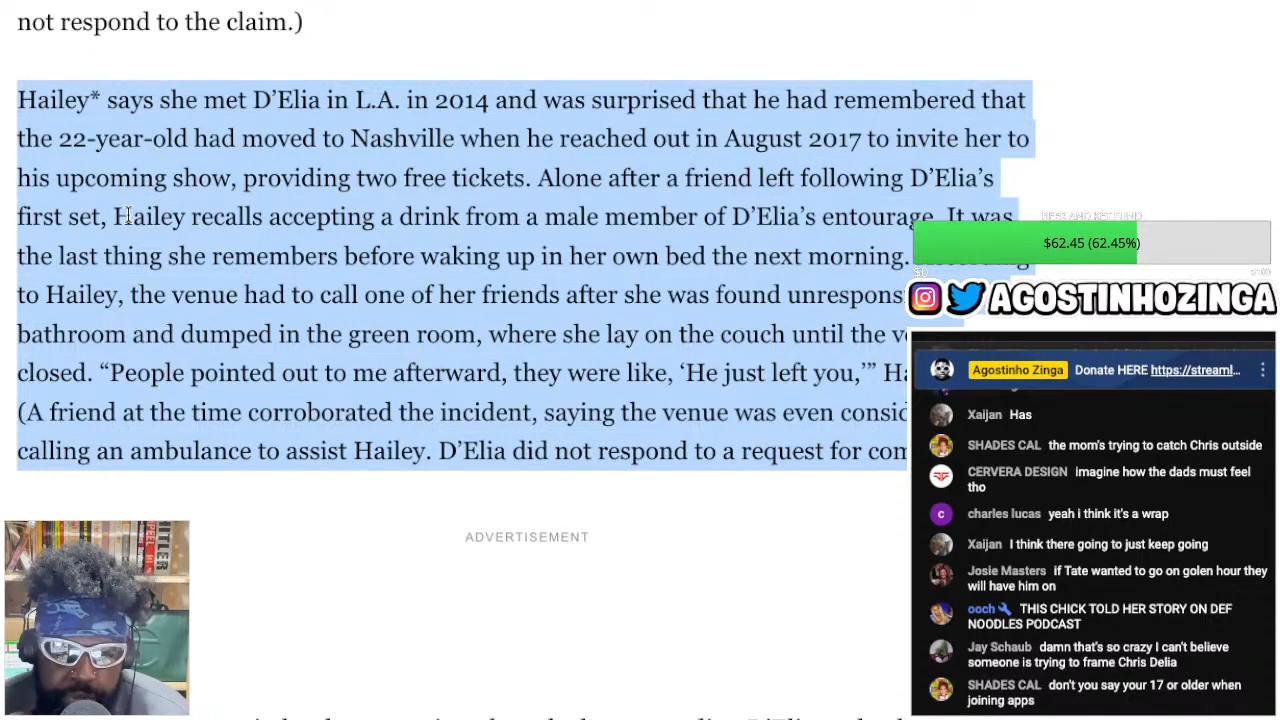 not respond to the claim.)
Hailey* says she met D’Elia in L.A. in 2014 and was surprised that he had remembered that
the 22-year-old had moved to Nashville when he reached out in August 2017 to invite her to
his upcoming show, providing two free tickets. Alone after a friend left following D’Elia’s
first set, Hailey recalls accepting a drink from a male member of D’Elia’s entourage. It was
the last thing she remembers before waking up in her own bed the next morning.
to Hailey, the venue had to call one of her friends after she was found
bathroom and dumped in the green room, where she lay on the couch until the
closed. “People pointed out to me afterward, they were like, ‘He just left you,’”
(A friend at the time corroborated the incident, saying the venue was even
calling an ambulance to assist Hailey. D’Elia did not respond to a request for
ADVERTISEMENT
$62.45 (62.45%)
$0
$100
AGOSTINHOZINGA
Agostinho Zinga Donate HERE https://streaml...
Xaijan Has
SHADES CAL the mom's trying to catch Chris outside
CERVERA DESIGN imagine how the dads must feel
tho
charles lucas yeah i think it's a wrap
Xaijan I think there going to just keep going
Josie Masters if Tate wanted to go on golen hour they
will have him on
ooch THIS CHICK TOLD HER STORY ON DEF
NOODLES PODCAST
Jay Schaub damn that's so crazy I can't believe
someone is trying to frame Chris Delia
SHADES CAL don't you say your 17 or older when
joining apps
HITLER